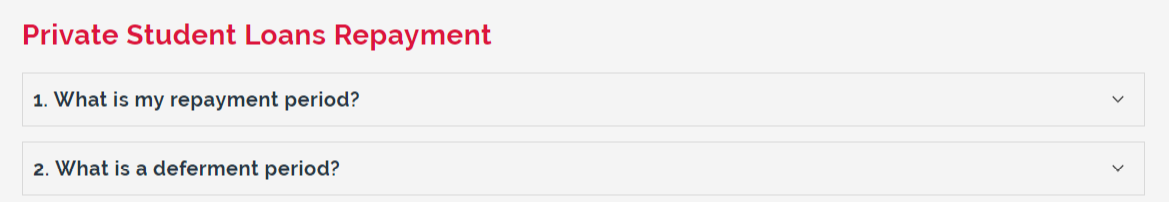 Private Student Loans Repayment
1. What is my repayment period?
2. What is a deferment period?